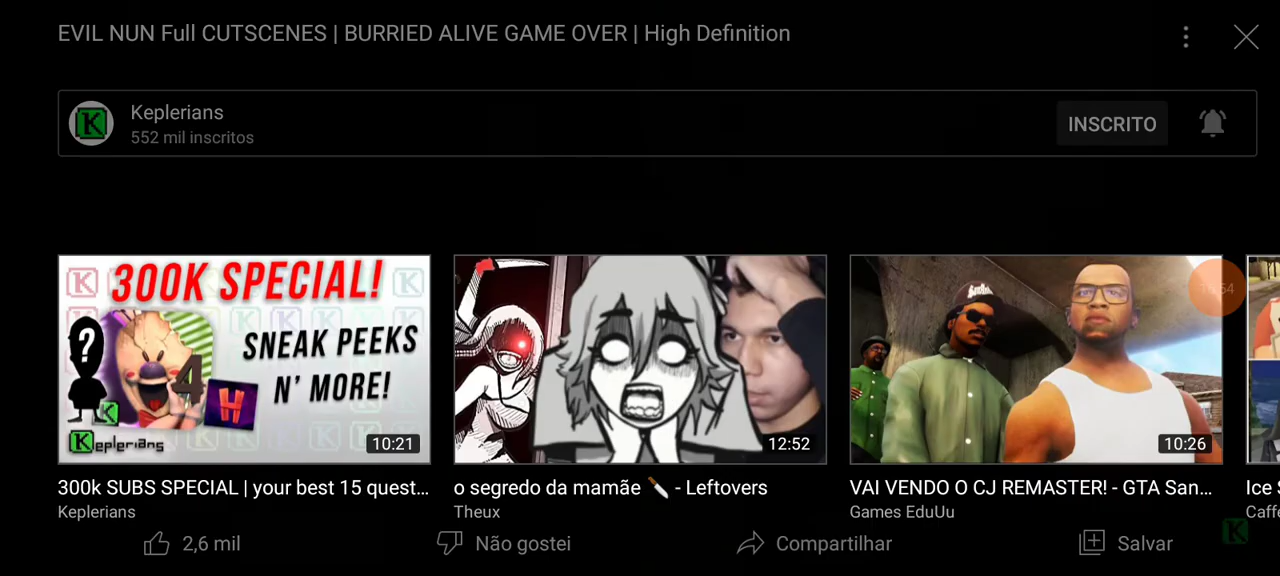 EVIL NUN Full CUTSCENES | BURRIED ALIVE GAME OVER | High Definition
Keplerians
552 mil inscritos
INSCRITO
300K SPECIAL!
SNEAK PEEKS
N' MORE!
?
4
H
K
K Keplerians
10:21
12:52
10:26
300k SUBS SPECIAL | your best 15 quest...
o segredo da mamãe 🔪 - Leftovers
VAI VENDO O CJ REMASTER! - GTA San...
Ice S
Keplerians
Theux
Games EduUu
Caffe
2,6 mil
Não gostei
Compartilhar
Salvar
K